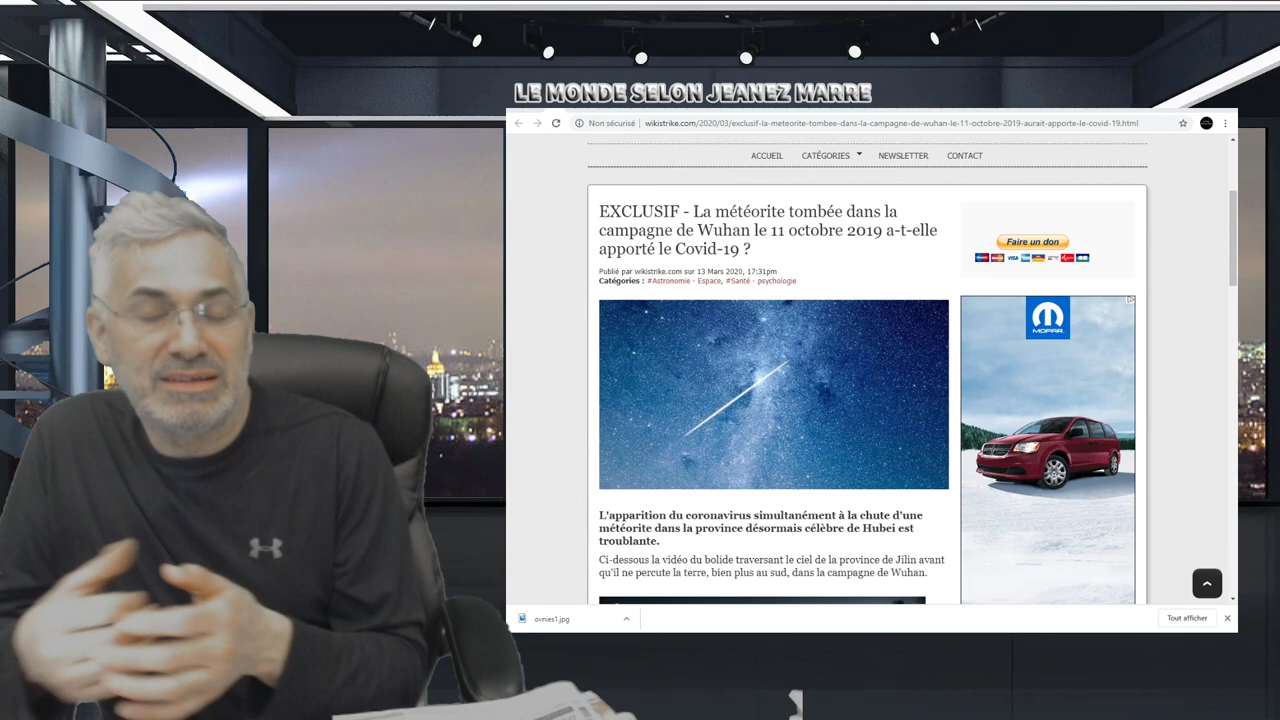 LE MONDE SELON JEANEZ MARRE
Non sécurisé
wikistrike.com/2020/03/exclusif-la-meteorite-tombee-dans-la-campagne-de-wuhan-le-11-octobre-2019-aurait-apporte-le-covid-19.html
ACCUEIL CATÉGORIES NEWSLETTER CONTACT
EXCLUSIF - La météorite tombée dans la
campagne de Wuhan le 11 octobre 2019 a-t-elle
apporté le Covid-19 ?
Publié par wikistrike.com sur 13 Mars 2020, 17:31pm
Catégories : #Astronomie - Espace, #Santé - psychologie
Faire un don
VISA
MOPAR
L'apparition du coronavirus simultanément à la chute d'une
météorite dans la province désormais célèbre de Hubei est
troublante.
Ci-dessous la vidéo du bolide traversant le ciel de la province de Jilin avant
qu'il ne percute la terre, bien plus au sud, dans la campagne de Wuhan.
ovnies1.jpg
Tout afficher